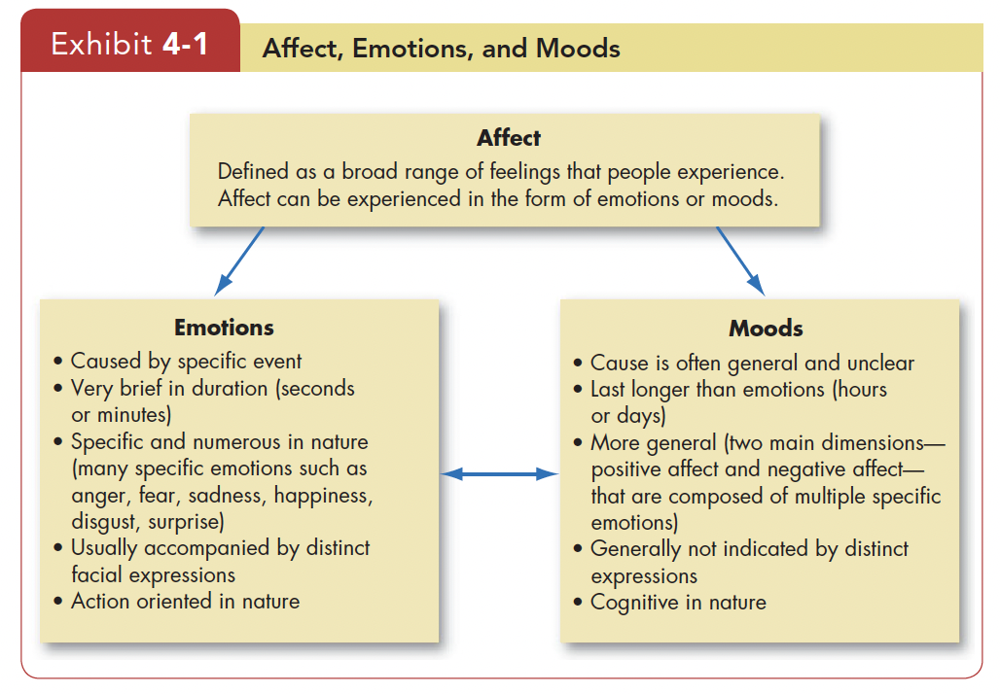 Exhibit 4-1
Affect, Emotions, and Moods
Affect
Defined as a broad range of feelings that people experience.
Affect can be experienced in the form of emotions or moods.
Emotions
• Caused by specific event
• Very brief in duration (seconds
or minutes)
• Specific and numerous in nature
(many specific emotions such as
anger, fear, sadness, happiness,
disgust, surprise)
• Usually accompanied by distinct
facial expressions
• Action oriented in nature
Moods
• Cause is often general and unclear
• Last longer than emotions (hours
or days)
• More general (two main dimensions—
positive affect and negative affect—
that are composed of multiple specific
emotions)
• Generally not indicated by distinct
expressions
• Cognitive in nature